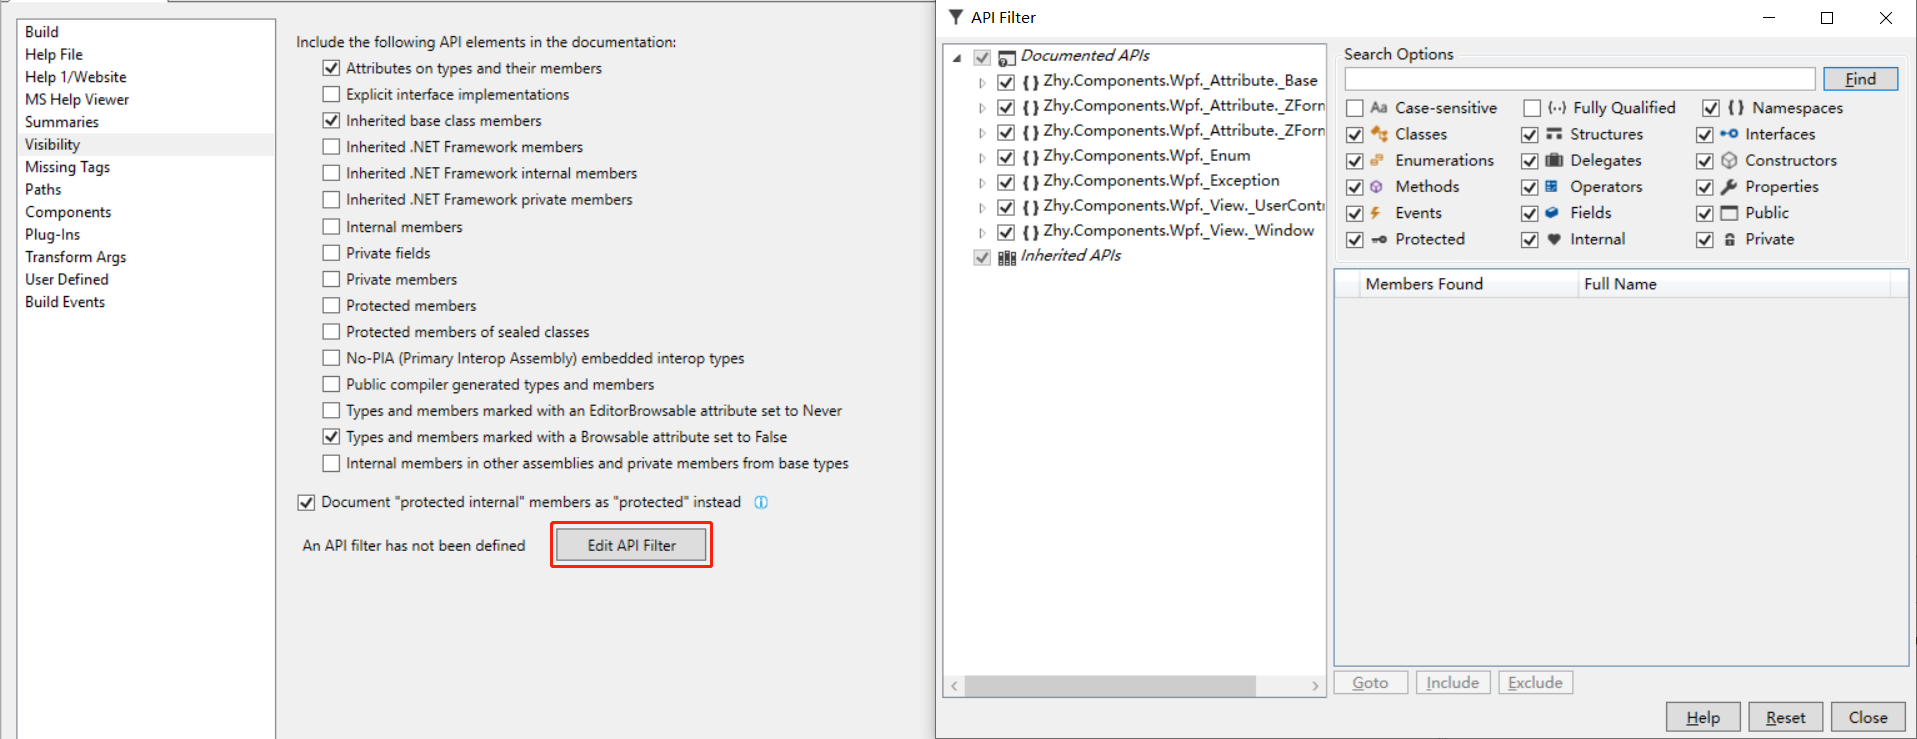 Build
Help File
Help 1/Website
MS Help Viewer
Summaries
Visibility
Missing Tags
Paths
Components
Plug-Ins
Transform Args
User Defined
Build Events
Include the following API elements in the documentation:
Attributes on types and their members
Explicit interface implementations
Inherited base class members
Inherited .NET Framework members
Inherited .NET Framework internal members
Inherited .NET Framework private members
Internal members
Private fields
Private members
Protected members
Protected members of sealed classes
No-PIA (Primary Interop Assembly) embedded interop types
Public compiler generated types and members
Types and members marked with an EditorBrowsable attribute set to Never
Types and members marked with a Browsable attribute set to False
Internal members in other assemblies and private members from base types
Document "protected internal" members as "protected" instead
An API filter has not been defined
Edit API Filter
API Filter
Documented APIs
{ } Zhy.Components.Wpf._Attribute._Base
{ } Zhy.Components.Wpf._Attribute._ZForn
{ } Zhy.Components.Wpf._Attribute._ZForn
{ } Zhy.Components.Wpf._Enum
{ } Zhy.Components.Wpf._Exception
{ } Zhy.Components.Wpf._View._UserContr
{ } Zhy.Components.Wpf._View._Window
Inherited APIs
Search Options
Find
Aa Case-sensitive
(··) Fully Qualified
{ } Namespaces
Classes
Structures
Interfaces
Enumerations
Delegates
Constructors
Methods
Operators
Properties
Events
Fields
Public
Protected
Internal
Private
Members Found
Full Name
Goto
Include
Exclude
Help
Reset
Close